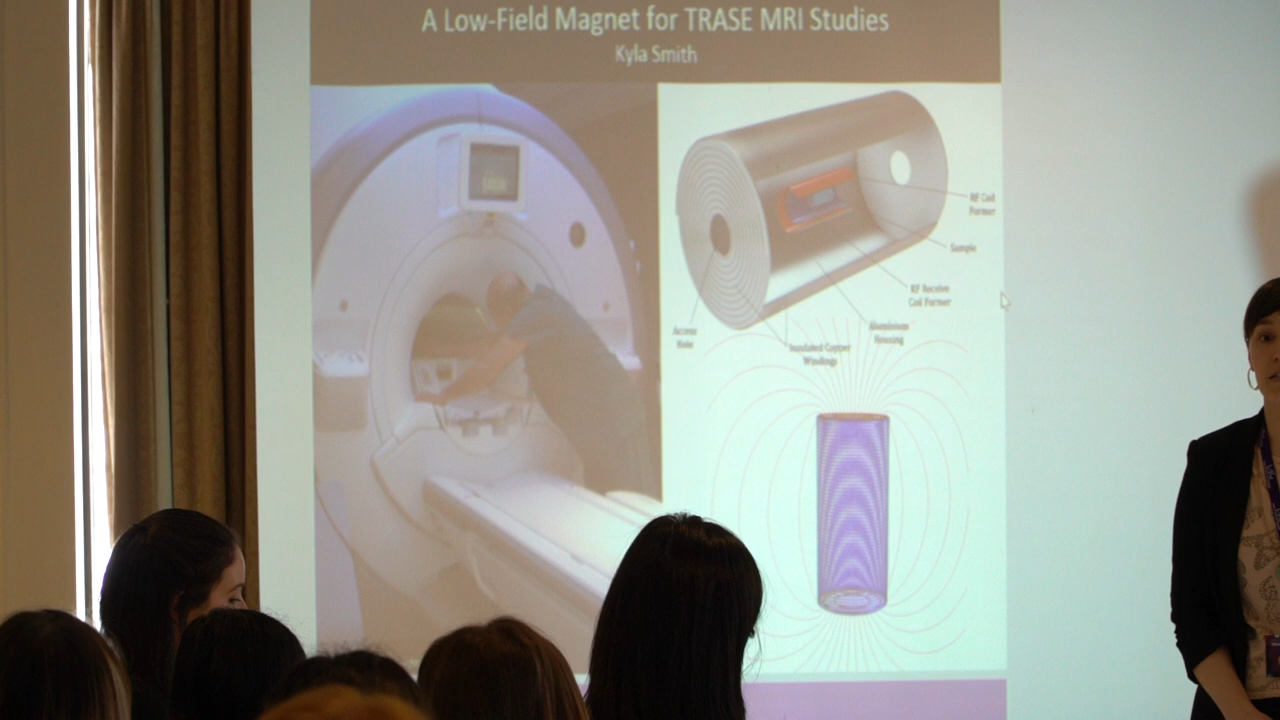 A Low-Field Magnet for TRASE MRI Studies
Kyla Smith
RF Coil
Former
Sample
RF Receive
Coil Former
Aluminium
Housing
Access
Hole
Insulated Copper
Windings